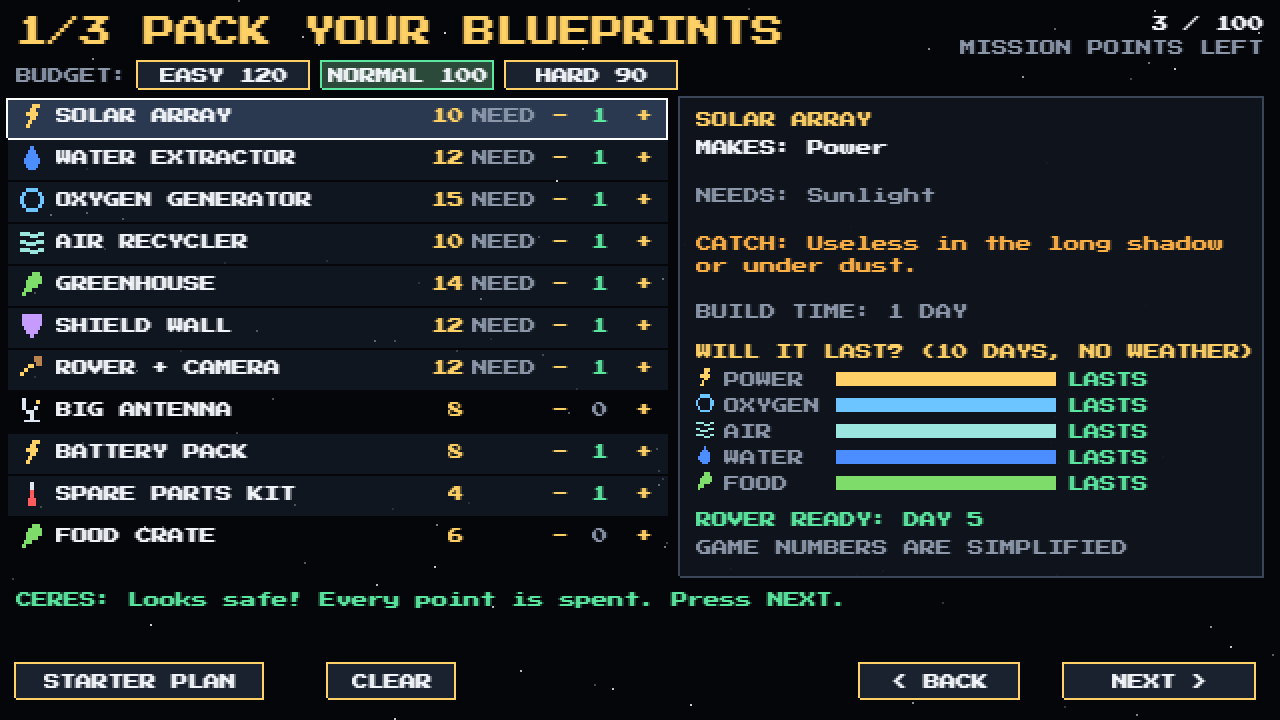 1/3 PACK YOUR BLUEPRINTS
3 / 100
MISSION POINTS LEFT
BUDGET: EASY 120 NORMAL 100 HARD 90
SOLAR ARRAY 10 NEED - 1 +
WATER EXTRACTOR 12 NEED - 1 +
OXYGEN GENERATOR 15 NEED - 1 +
AIR RECYCLER 10 NEED - 1 +
GREENHOUSE 14 NEED - 1 +
SHIELD WALL 12 NEED - 1 +
ROVER + CAMERA 12 NEED - 1 +
BIG ANTENNA 8 - 0 +
BATTERY PACK 8 - 1 +
SPARE PARTS KIT 4 - 1 +
FOOD CRATE 6 - 0 +
SOLAR ARRAY
MAKES: Power
NEEDS: Sunlight
CATCH: Useless in the long shadow
or under dust.
BUILD TIME: 1 DAY
WILL IT LAST? (10 DAYS, NO WEATHER)
POWER LASTS
OXYGEN LASTS
AIR LASTS
WATER LASTS
FOOD LASTS
ROVER READY: DAY 5
GAME NUMBERS ARE SIMPLIFIED
CERES: Looks safe! Every point is spent. Press NEXT.
STARTER PLAN CLEAR < BACK NEXT >